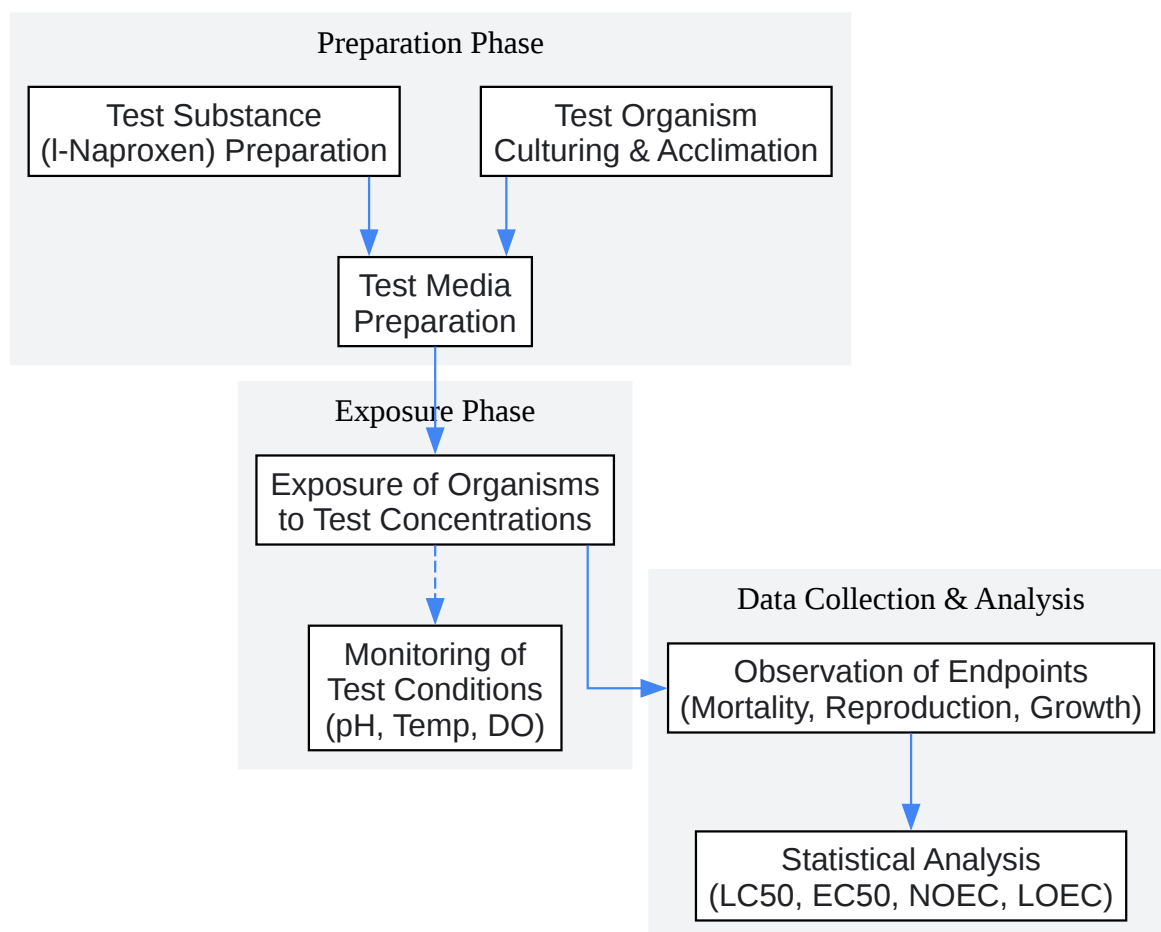 Preparation Phase
Test Substance
(l-Naproxen) Preparation
Test Organism
Culturing & Acclimation
Test Media
Preparation
Exposure Phase
Exposure of Organisms
to Test Concentrations
Monitoring of
Test Conditions
(pH, Temp, DO)
Data Collection & Analysis
Observation of Endpoints
(Mortality, Reproduction, Growth)
Statistical Analysis
(LC50, EC50, NOEC, LOEC)